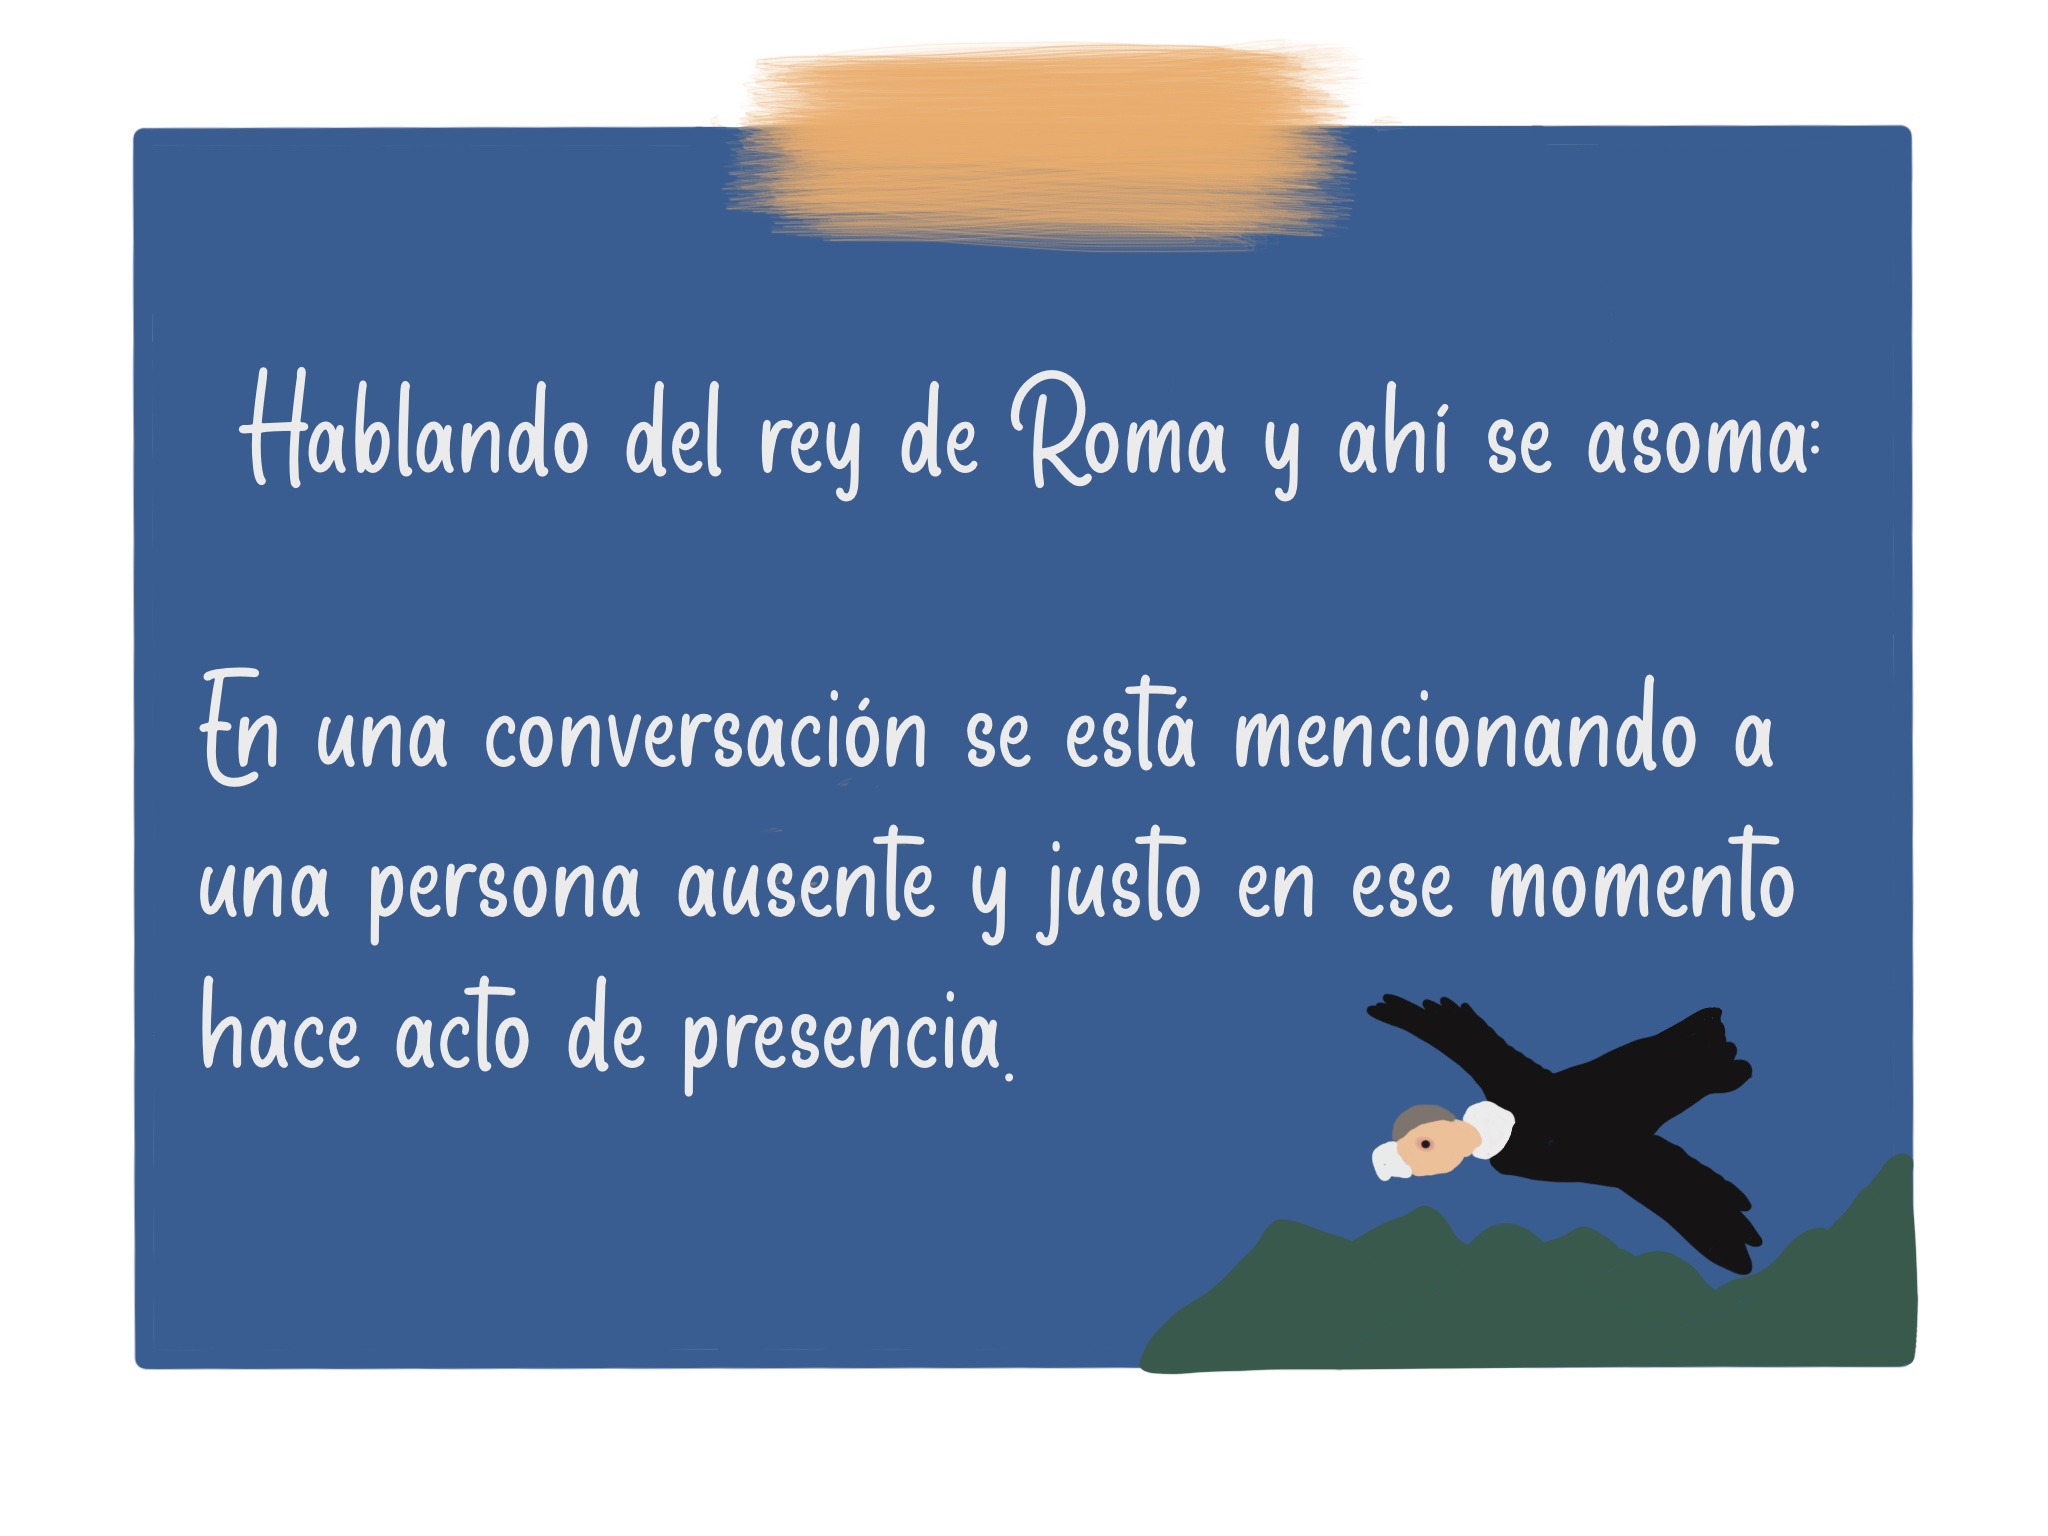 Hablando del rey de Roma y ahí se asoma:
En una conversación se está mencionando a
una persona ausente y justo en ese momento
hace acto de presencia.